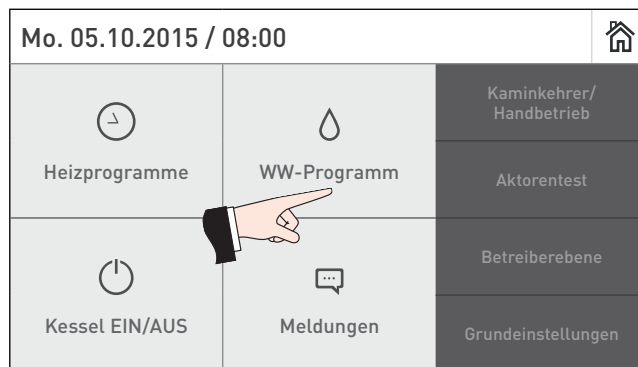 Mo. 05.10.2015 / 08:00
Heizprogramme
WW-Programm
Kessel EIN/AUS
Meldungen
Kaminkehrer/
Handbetrieb
Aktorentest
Betreiberebene
Grundeinstellungen